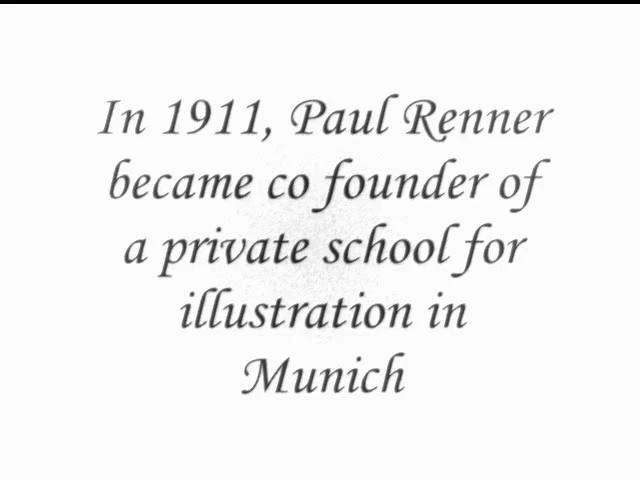 In 1911, Paul Renner
became co founder of
a private school for
illustration in
Munich